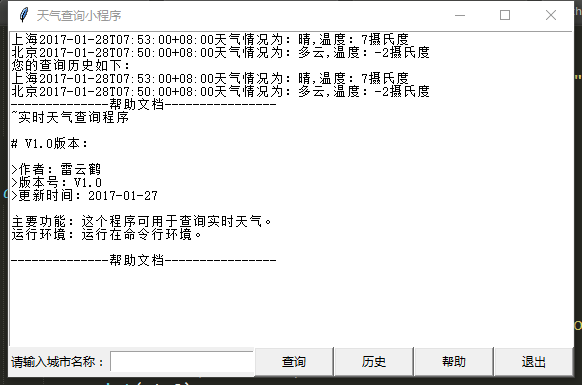 天气查询小程序
上海2017-01-28T07:53:00+08:00天气情况为: 晴,温度: 7摄氏度
北京2017-01-28T07:50:00+08:00天气情况为: 多云,温度: -2摄氏度
您的查询历史如下:
上海2017-01-28T07:53:00+08:00天气情况为: 晴,温度: 7摄氏度
北京2017-01-28T07:50:00+08:00天气情况为: 多云,温度: -2摄氏度
--------------帮助文档----------------
~实时天气查询程序
# V1.0版本:
>作者: 雷云鹤
>版本号: V1.0
>更新时间: 2017-01-27
主要功能: 这个程序可用于查询实时天气。
运行环境: 运行在命令行环境。
--------------帮助文档----------------
请输入城市名称: 查询 历史 帮助 退出